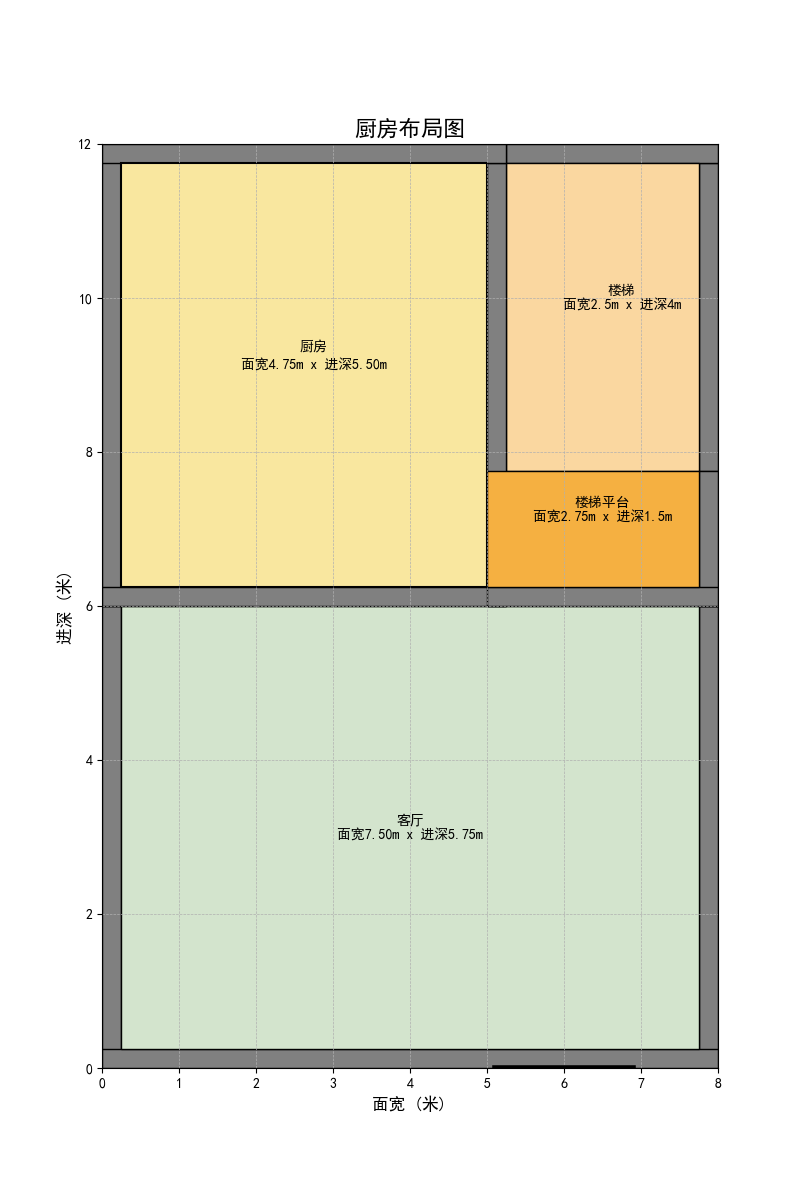 厨房布局图
12
楼梯
面宽2.5m x 进深4m
10
厨房
面宽4.75m x 进深5.50m
8
楼梯平台
面宽2.75m x 进深1.5m
进深 (米)
6
4
客厅
面宽7.50m x 进深5.75m
2
0
0 1 2 3 4 5 6 7 8
面宽 (米)